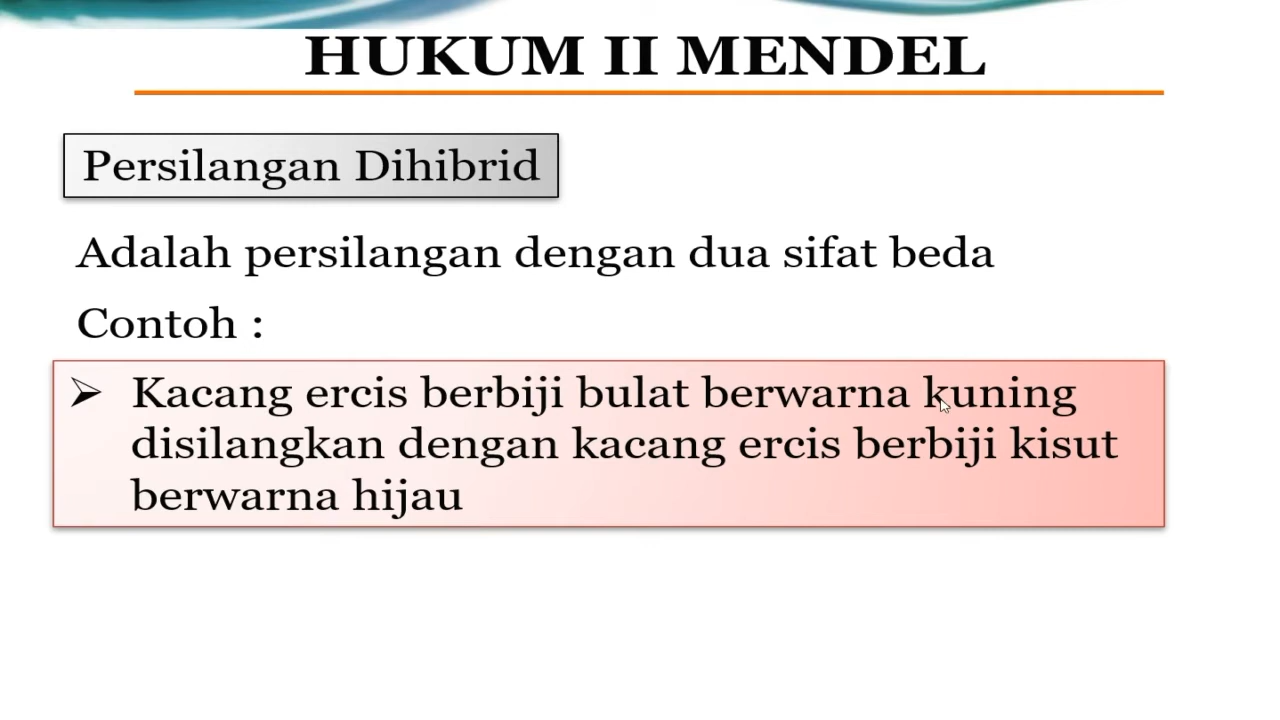 HUKUM II MENDEL
Persilangan Dihibrid
Adalah persilangan dengan dua sifat beda
Contoh :
➢ Kacang ercis berbiji bulat berwarna kuning
disilangkan dengan kacang ercis berbiji kisut
berwarna hijau